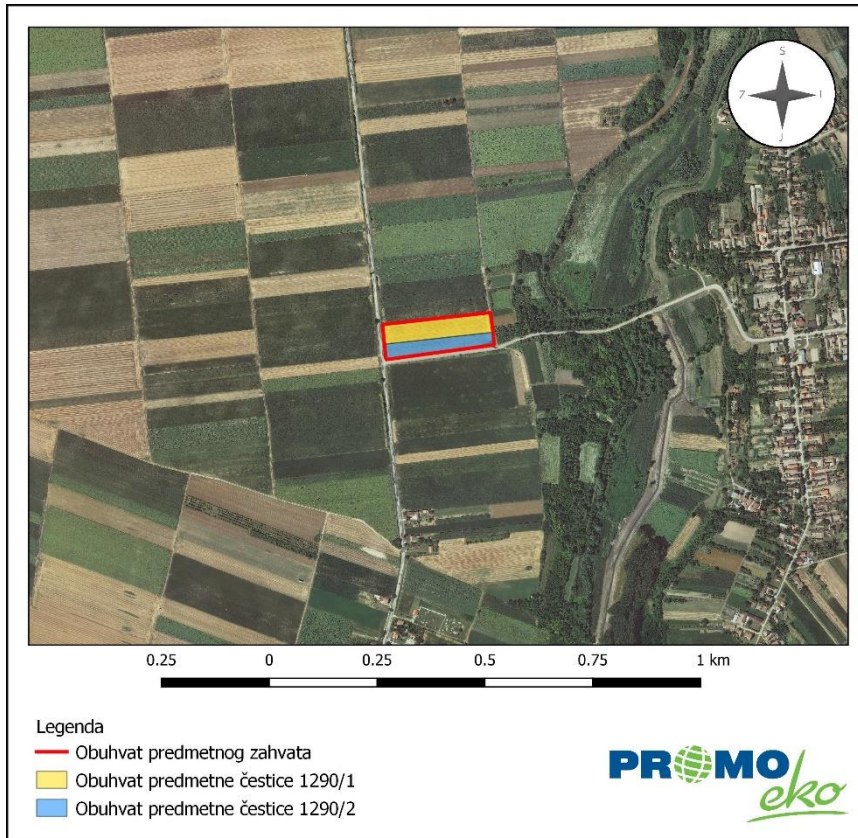 S
Z I
J
0.25 0 0.25 0.5 0.75 1 km
Legenda
Obuhvat predmetnog zahvata
Obuhvat predmetne čestice 1290/1
Obuhvat predmetne čestice 1290/2
PROMO
eko